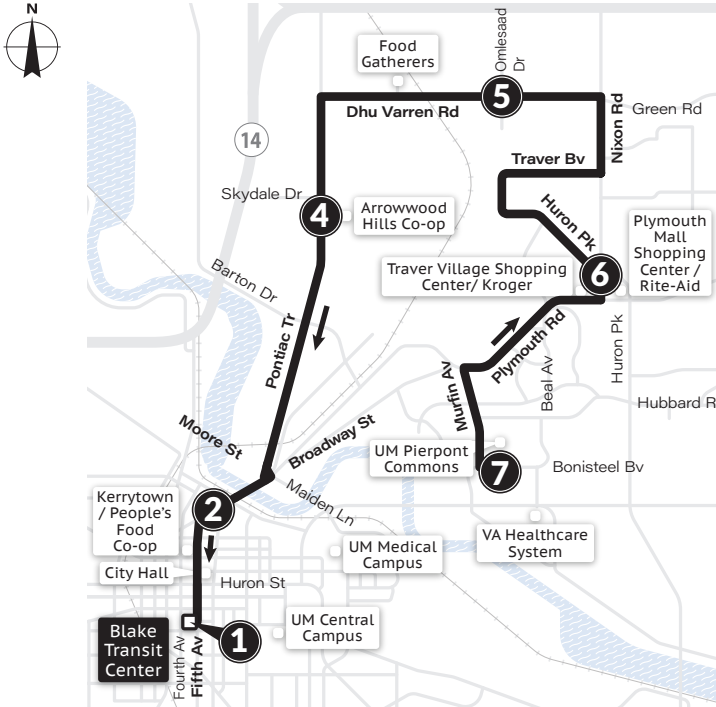 N
Food
Gatherers
Omlesaad
Dr
5
Dhu Varren Rd
Nixon Rd
Green Rd
14
Traver Bv
Skydale Dr
4
Arrowwood
Hills Co-op
Huron Pk
Plymouth
Mall
Shopping
Center /
Rite-Aid
Barton Dr
Traver Village Shopping
Center/ Kroger
6
Pontiac Tr
Plymouth Rd
Huron Pk
Murfin Av
Beal Av
Hubbard R
Moore St
Broadway St
UM Pierpont
Commons
7
Bonisteel Bv
Kerrytown
/ People's
Food
Co-op
2
Maiden Ln
VA Healthcare
System
UM Medical
Campus
City Hall
Huron St
Blake
Transit
Center
Fourth Av
Fifth Av
1
UM Central
Campus